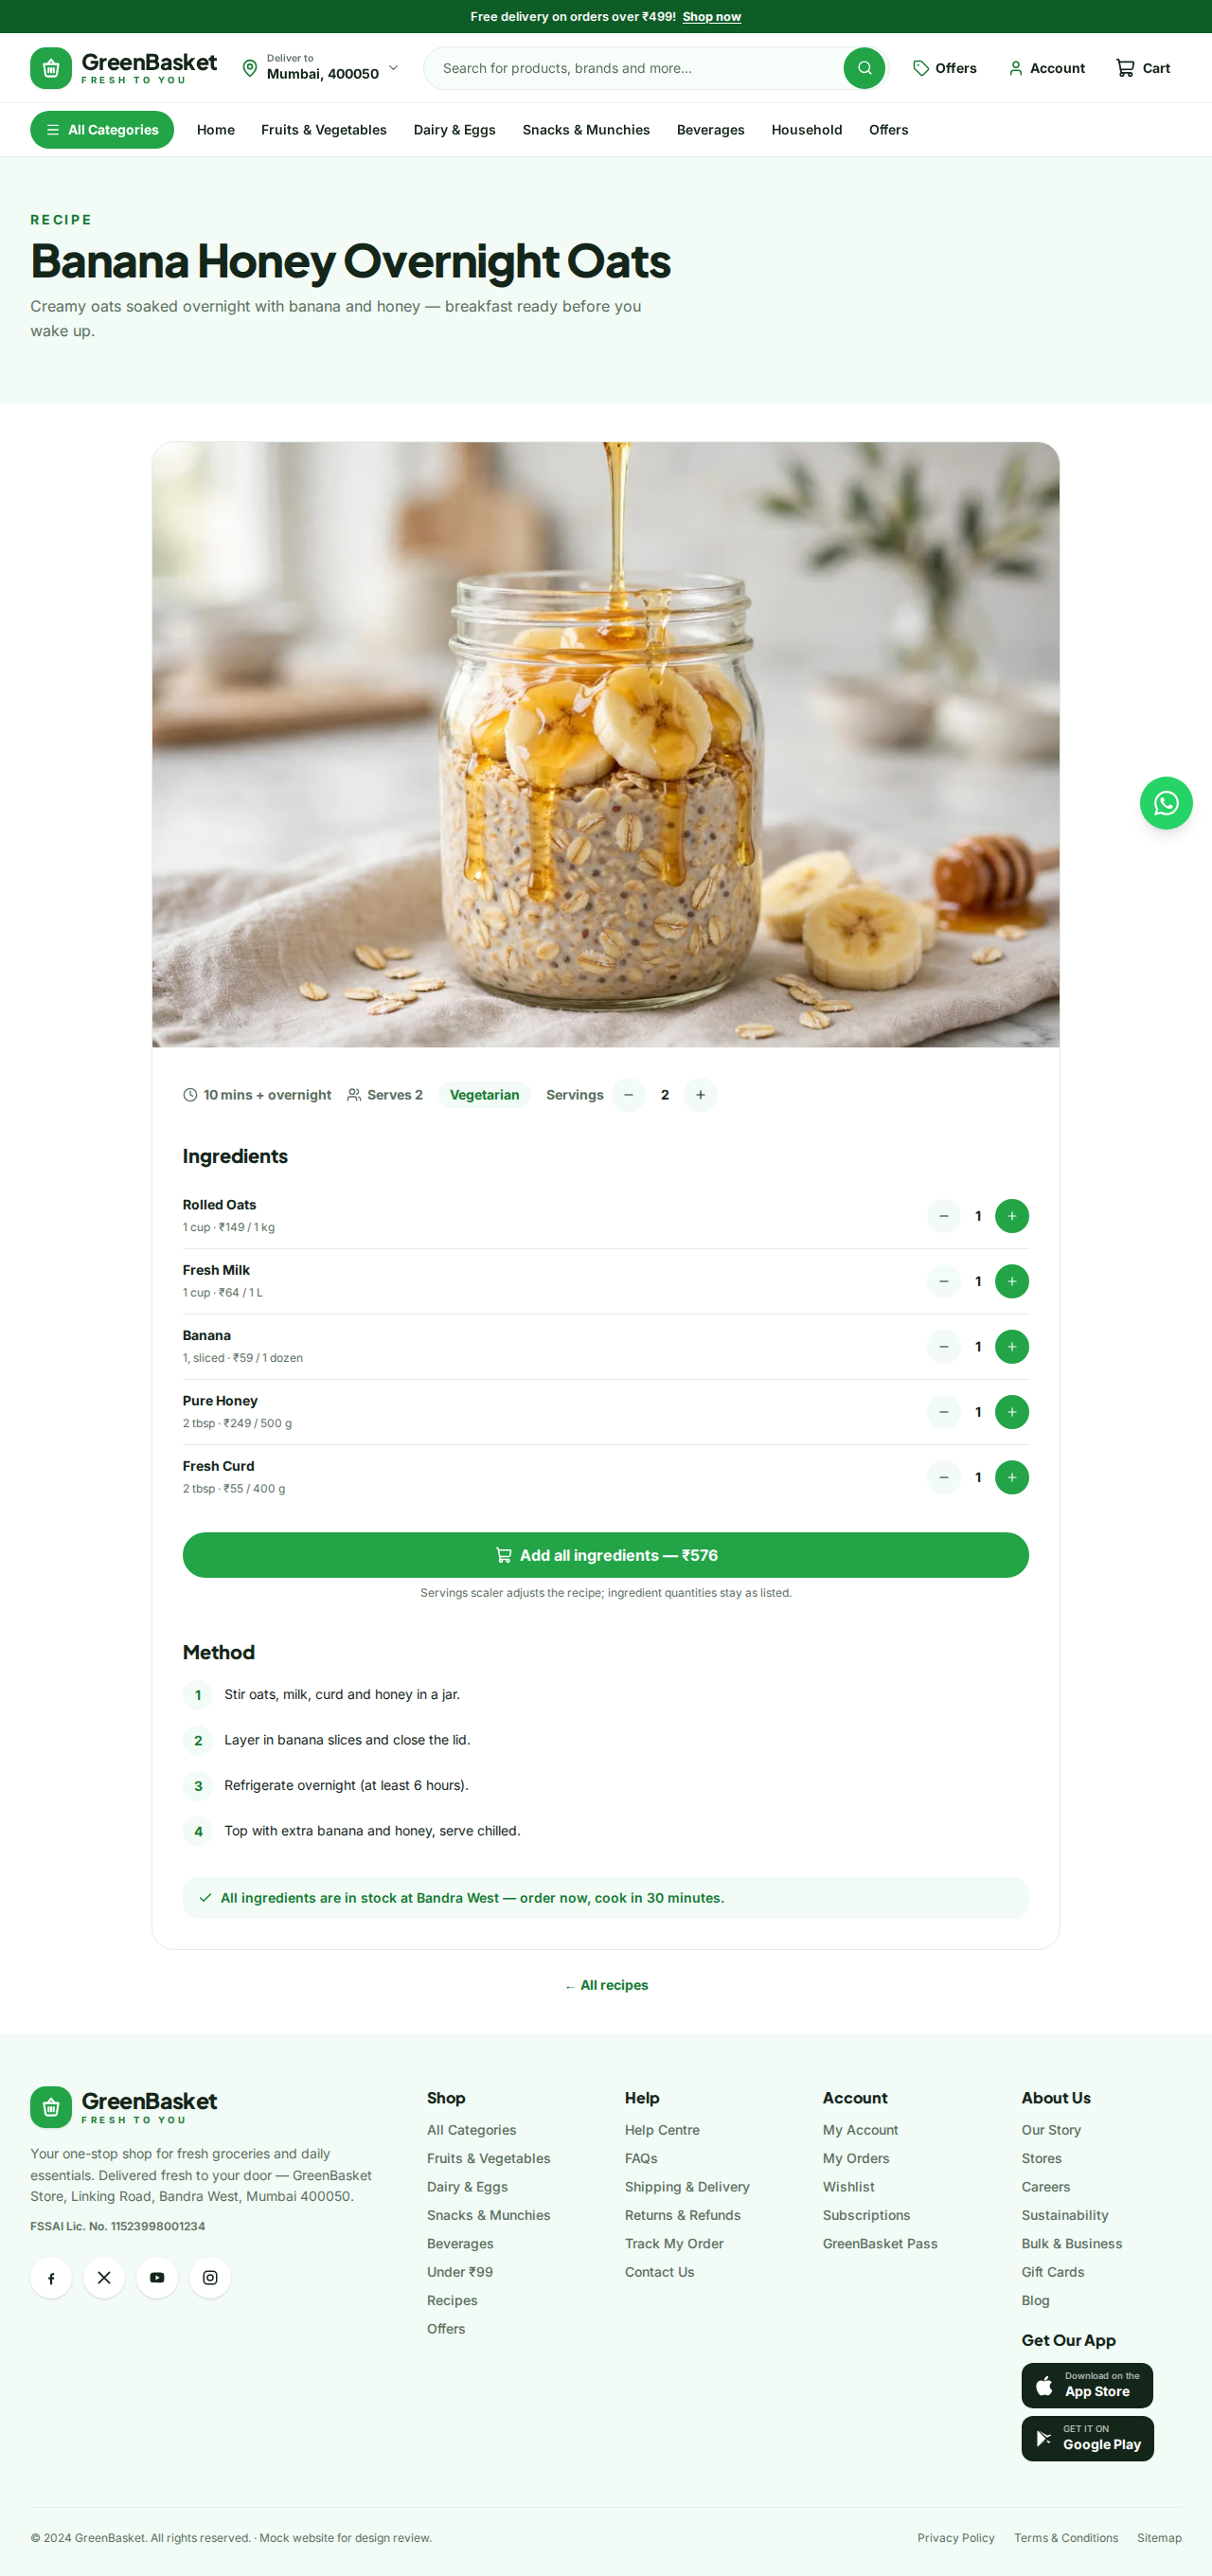 Free delivery on orders over ₹499! Shop now
GreenBasket
FRESH TO YOU
Deliver to
Mumbai, 400050
Search for products, brands and more...
Offers
Account
Cart
All Categories
Home
Fruits & Vegetables
Dairy & Eggs
Snacks & Munchies
Beverages
Household
Offers
RECIPE
Banana Honey Overnight Oats
Creamy oats soaked overnight with banana and honey — breakfast ready before you
wake up.
10 mins + overnight
Serves 2
Vegetarian
Servings
− 2 +
Ingredients
Rolled Oats
1 cup · ₹149 / 1 kg
− 1 +
Fresh Milk
1 cup · ₹64 / 1 L
− 1 +
Banana
1, sliced · ₹59 / 1 dozen
− 1 +
Pure Honey
2 tbsp · ₹249 / 500 g
− 1 +
Fresh Curd
2 tbsp · ₹55 / 400 g
− 1 +
Add all ingredients — ₹576
Servings scaler adjusts the recipe; ingredient quantities stay as listed.
Method
1 Stir oats, milk, curd and honey in a jar.
2 Layer in banana slices and close the lid.
3 Refrigerate overnight (at least 6 hours).
4 Top with extra banana and honey, serve chilled.
All ingredients are in stock at Bandra West — order now, cook in 30 minutes.
← All recipes
GreenBasket
FRESH TO YOU
Your one-stop shop for fresh groceries and daily
essentials. Delivered fresh to your door — GreenBasket
Store, Linking Road, Bandra West, Mumbai 400050.
FSSAI Lic. No. 11523998001234
Shop
All Categories
Fruits & Vegetables
Dairy & Eggs
Snacks & Munchies
Beverages
Under ₹99
Recipes
Offers
Help
Help Centre
FAQs
Shipping & Delivery
Returns & Refunds
Track My Order
Contact Us
Account
My Account
My Orders
Wishlist
Subscriptions
GreenBasket Pass
About Us
Our Story
Stores
Careers
Sustainability
Bulk & Business
Gift Cards
Blog
Get Our App
Download on the
App Store
GET IT ON
Google Play
© 2024 GreenBasket. All rights reserved. · Mock website for design review.
Privacy Policy
Terms & Conditions
Sitemap